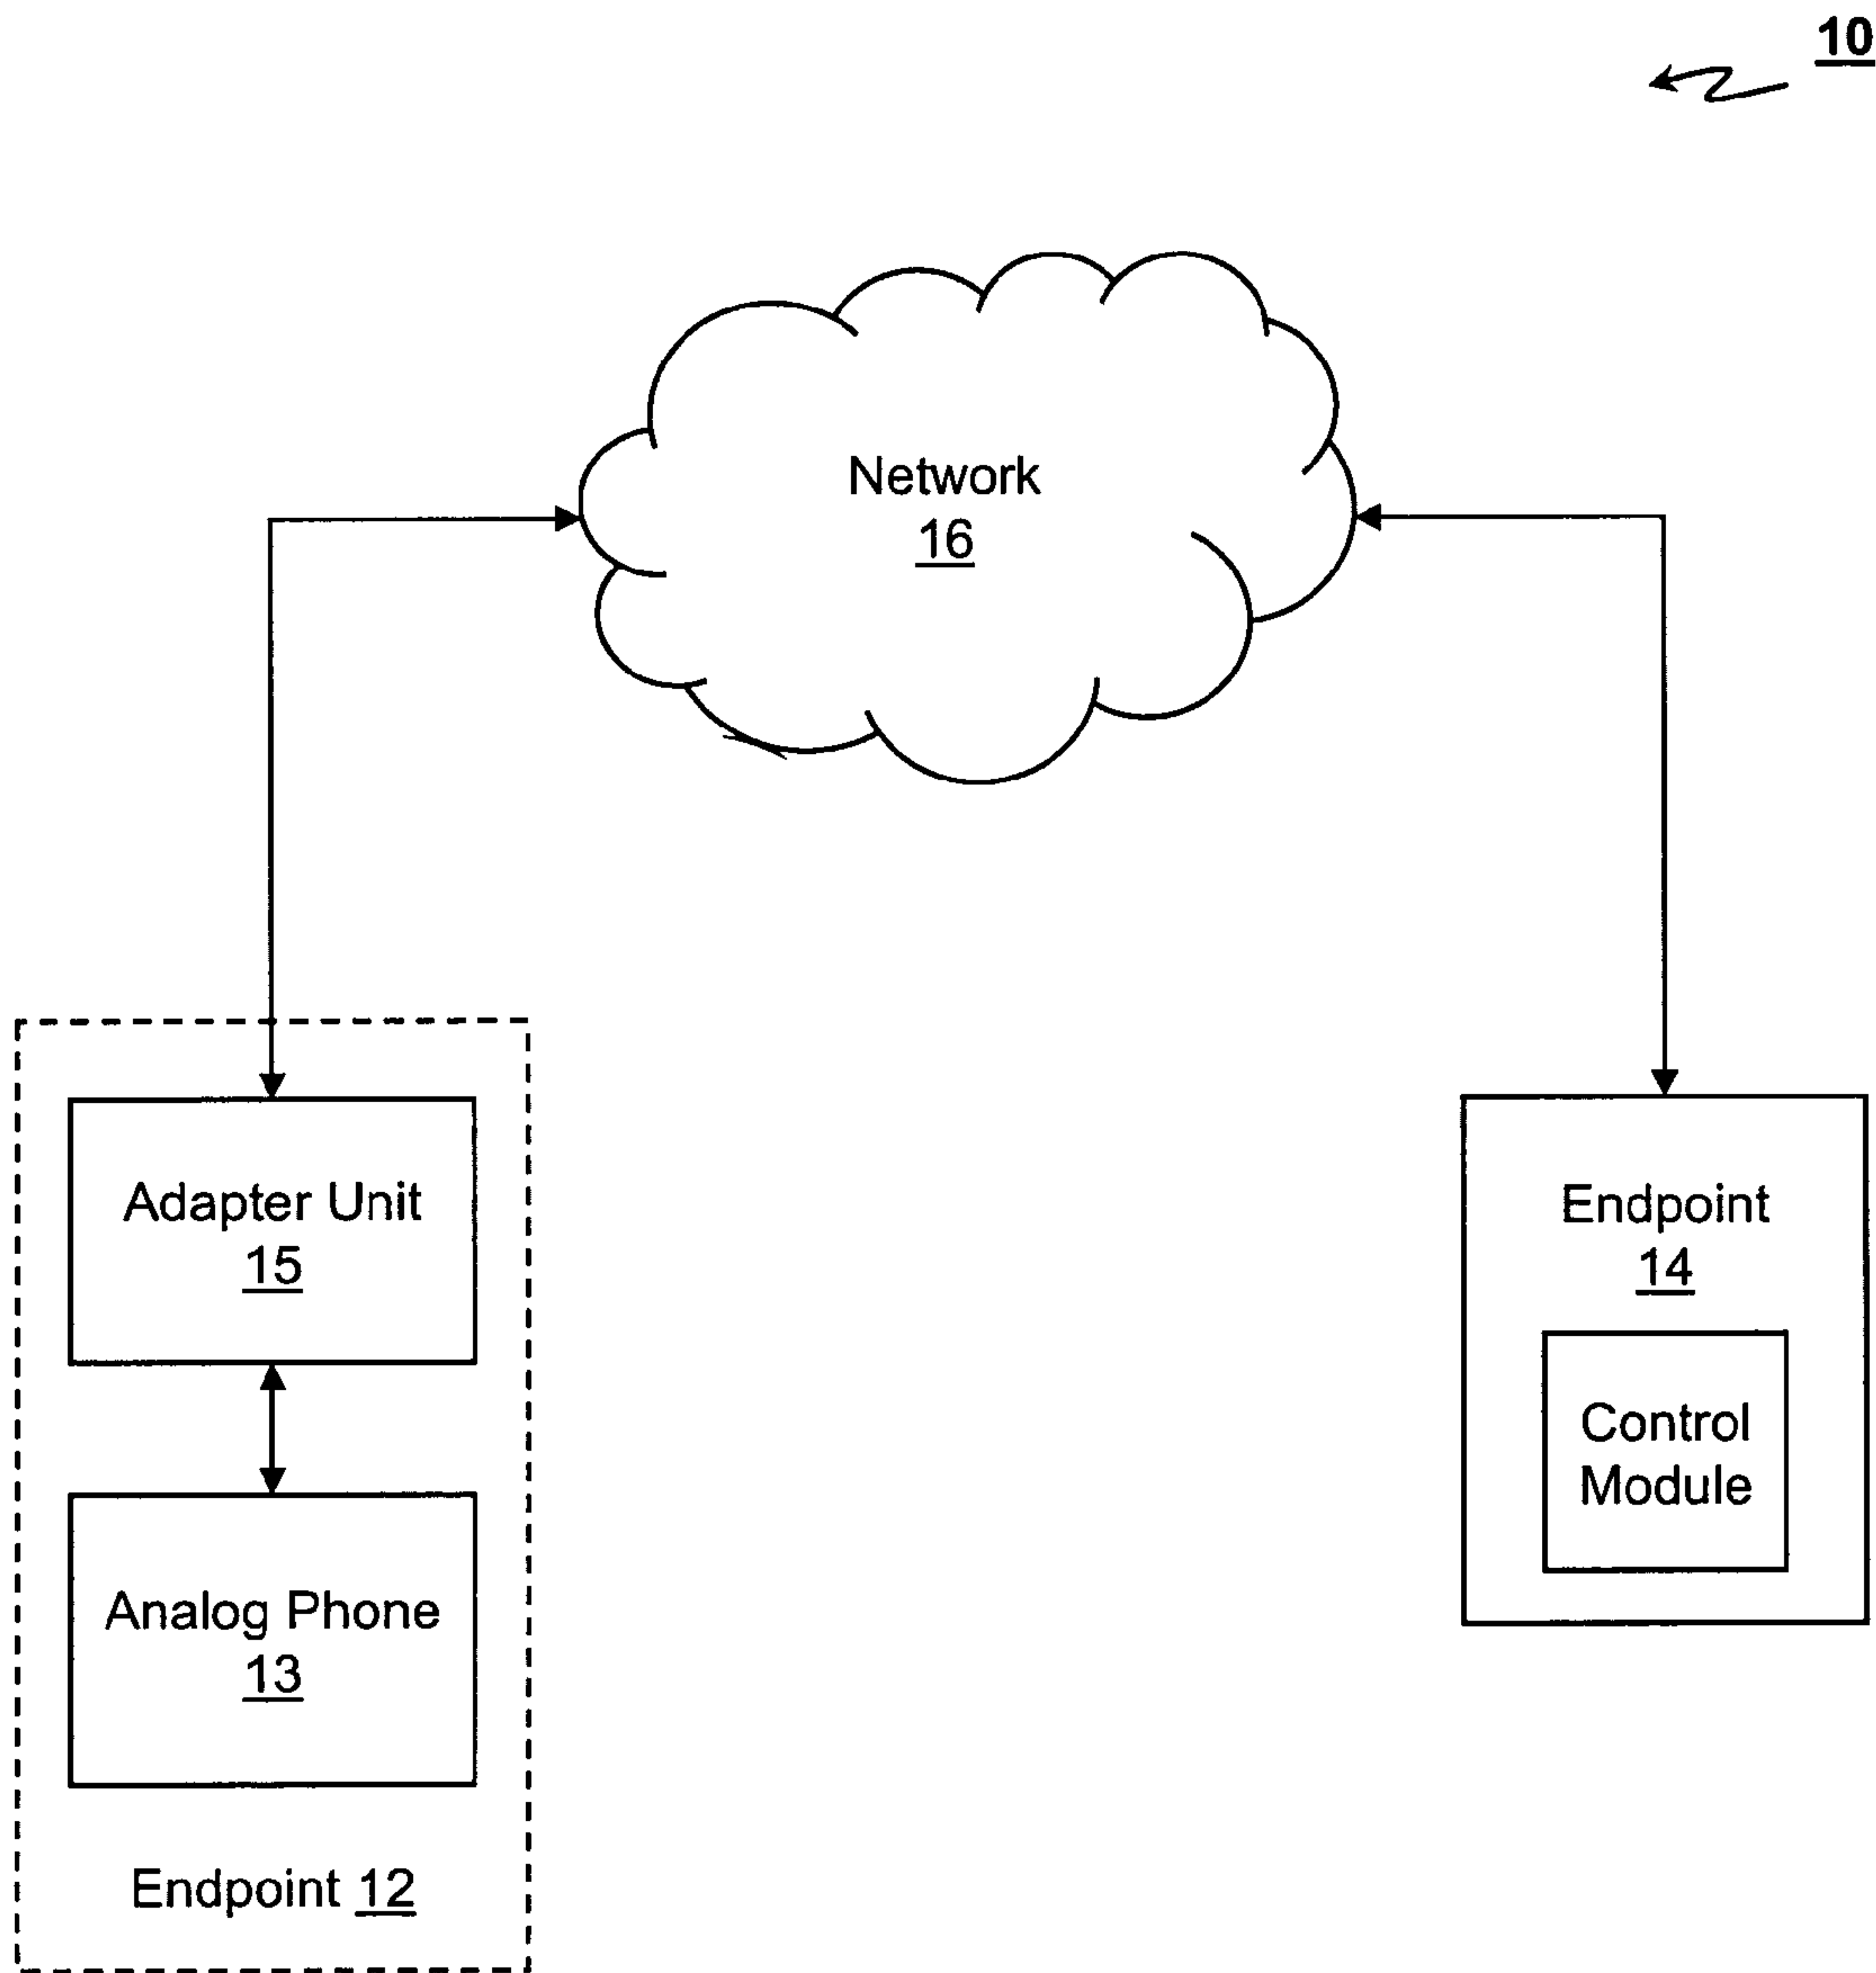 10
Network
16
Adapter Unit
15
Analog Phone
13
Endpoint 12
Endpoint
14
Control
Module